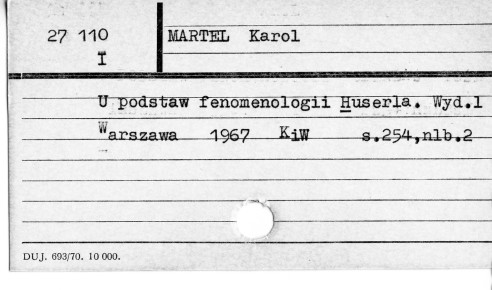 27 110 MARTEL Karol
I
U podstaw fenomenologii Huserla. Wyd.1
Warszawa 1967 KiW s.254,nlb.2
DUJ. 693/70. 10 000.